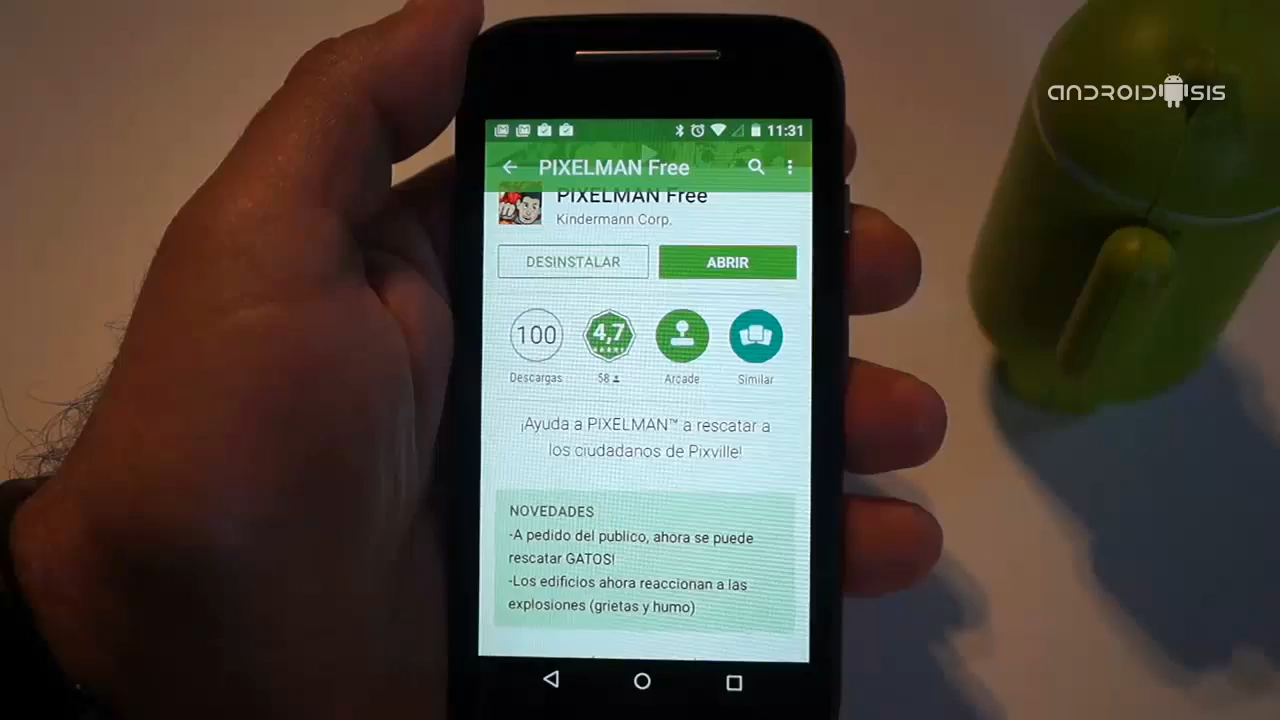 ANDROIDSIS
11:31
PIXELMAN Free
PIXELMAN Free
Kindermann Corp.
DESINSTALAR
ABRIR
100
4,7
Descargas
58
Arcade
Similar
¡Ayuda a PIXELMAN™ a rescatar a
los ciudadanos de Pixville!
NOVEDADES
-A pedido del publico, ahora se puede
rescatar GATOS!
-Los edificios ahora reaccionan a las
explosiones (grietas y humo)